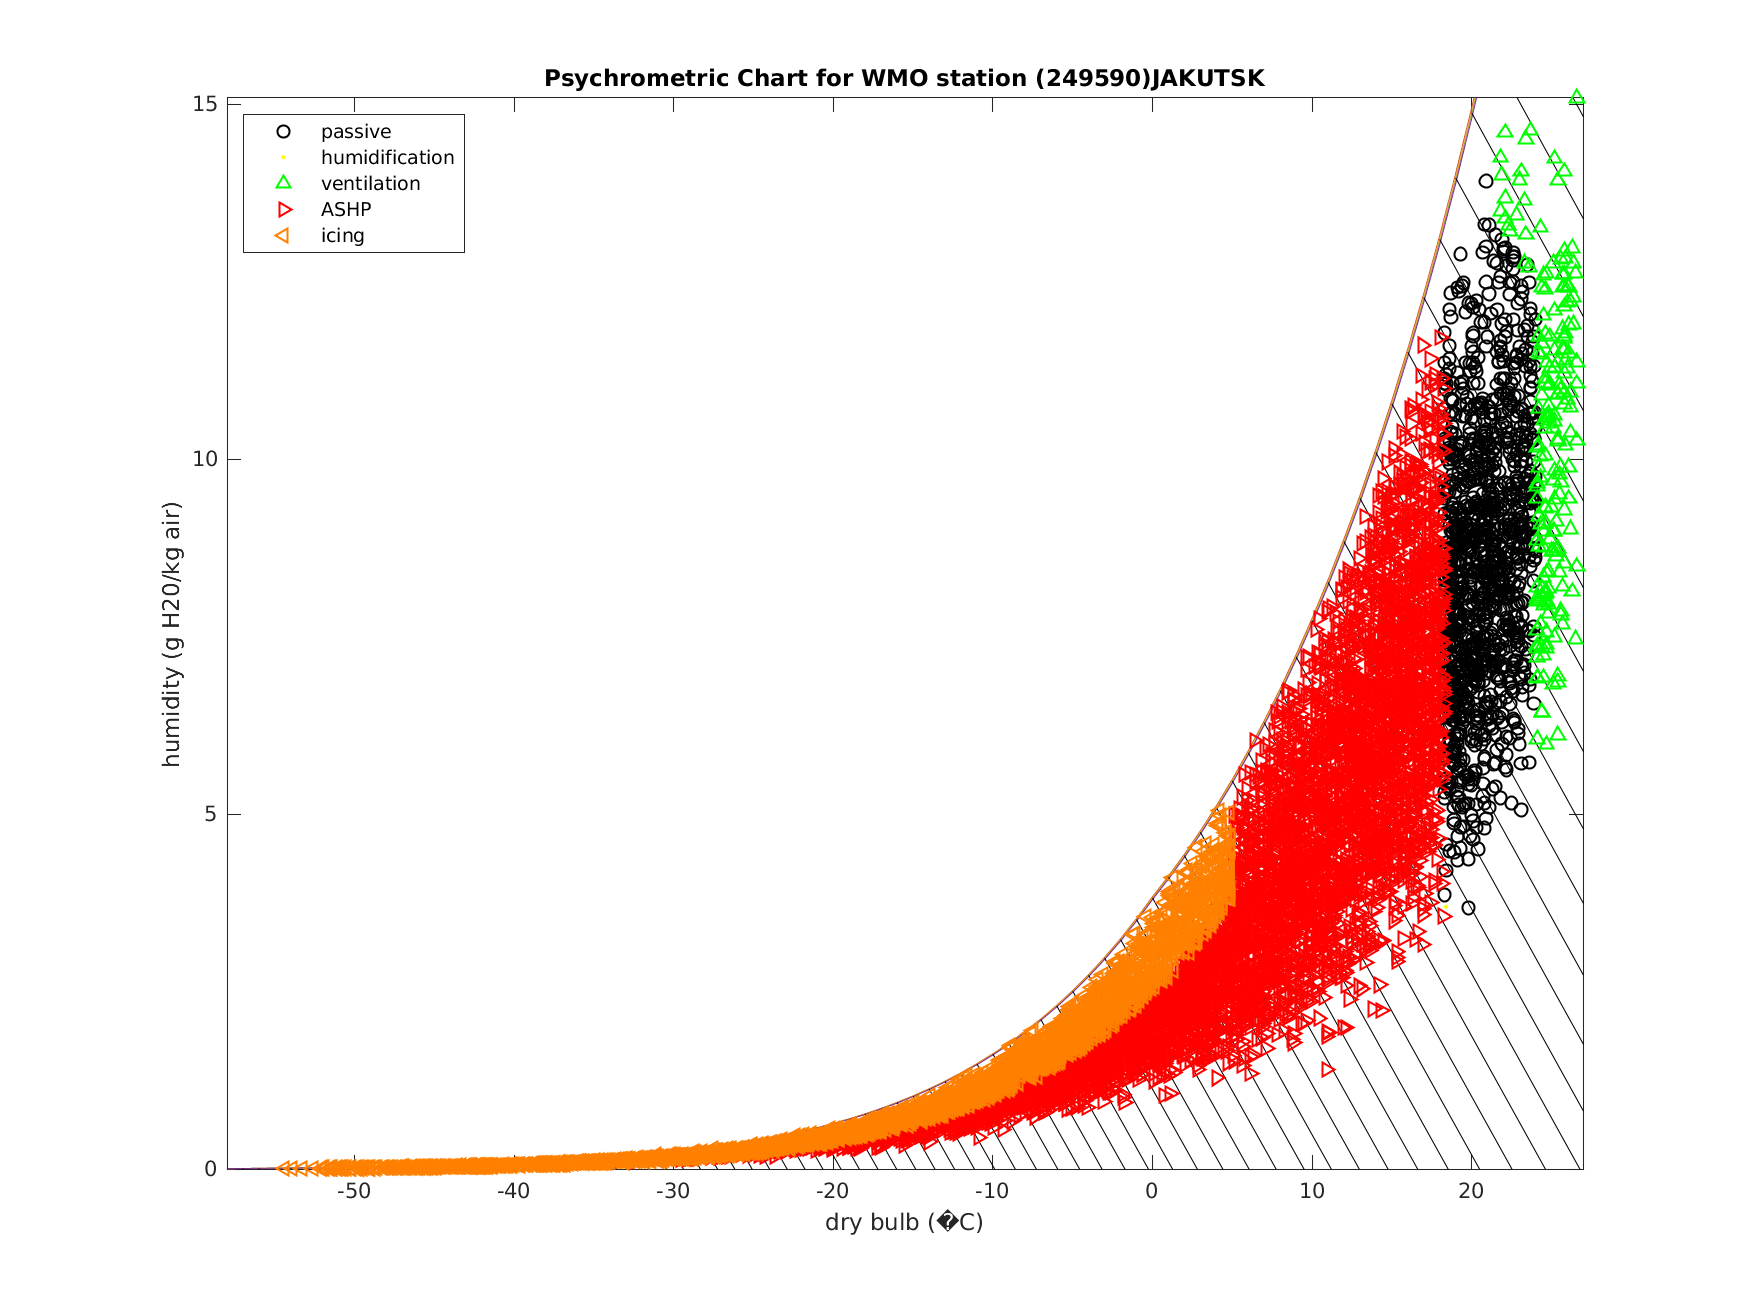 Psychrometric Chart for WMO station (249590)JAKUTSK
passive
humidification
ventilation
ASHP
icing
humidity (g H20/kg air)
15
10
5
0
-50 -40 -30 -20 -10 0 10 20
dry bulb (�C)